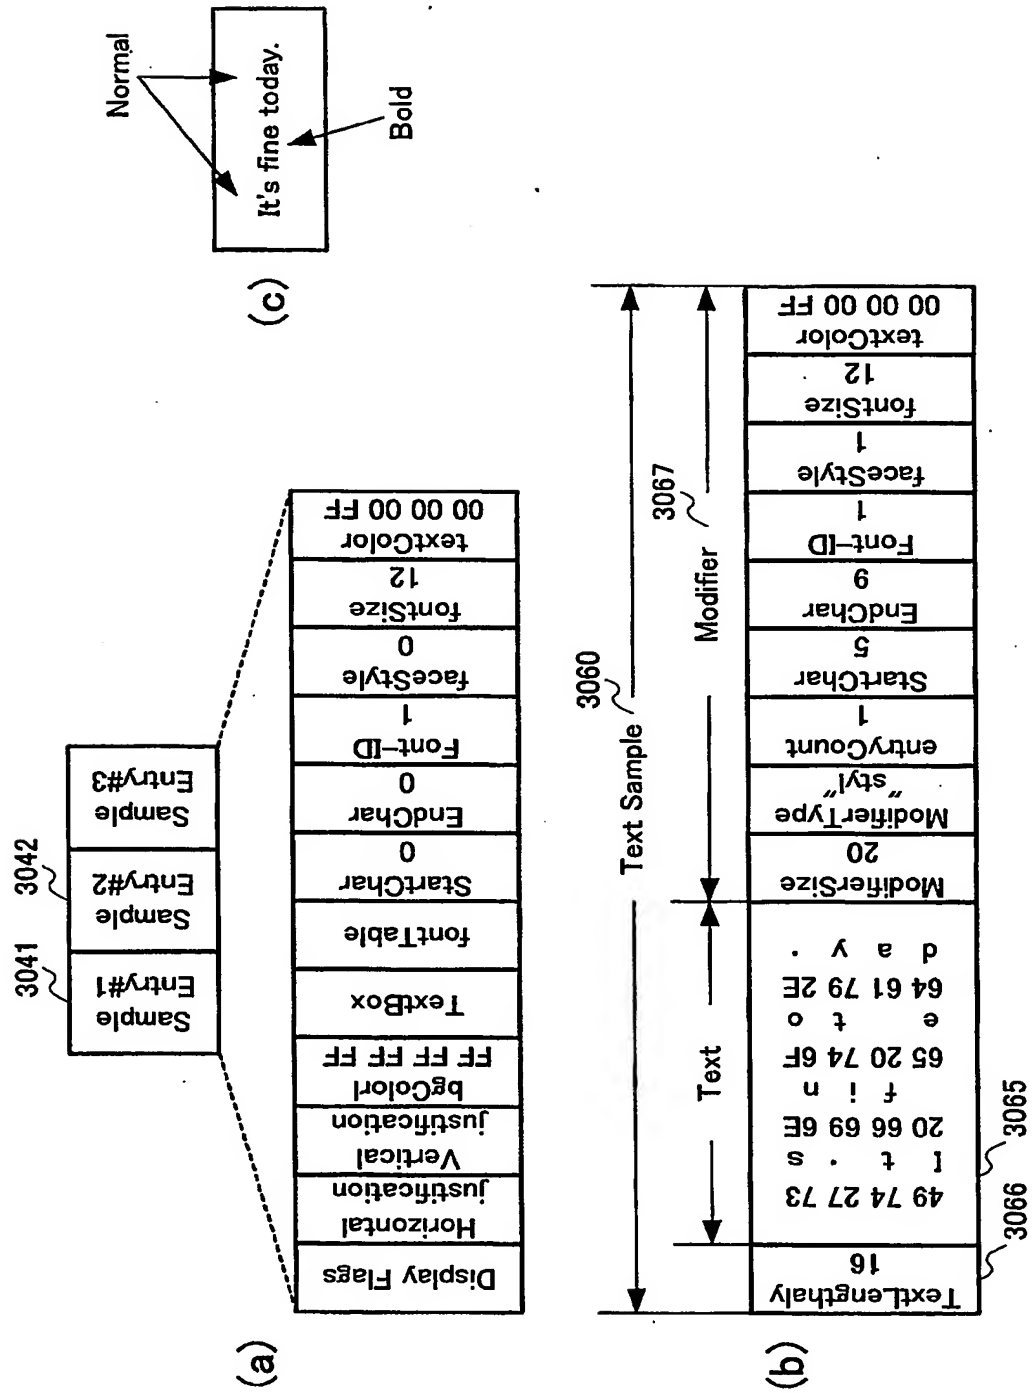 (a)
3041
3042
Sample
Entry#1
Sample
Entry#2
Sample
Entry#3
Display Flags
Horizontal
justification
Vertical
justification
bgColorl
FF FF FF FF
TextBox
fontTable
StartChar
0
EndChar
0
Font-ID
1
faceStyle
0
fontSize
12
textColor
00 00 00 FF
(b)
Text Sample
3060
Text
Modifier
3067
TextLengthaly
16
49 74 27 73
I t ' s
20 66 69 6E
f i n
65 20 74 6F
e t o
64 61 79 2E
d a y .
ModifierSize
20
ModifierType
"styl"
entryCount
1
StartChar
5
EndChar
9
Font-ID
1
faceStyle
1
fontSize
12
textColor
00 00 00 FF
3066
3065
(c)
Normal
It's fine today.
Bold